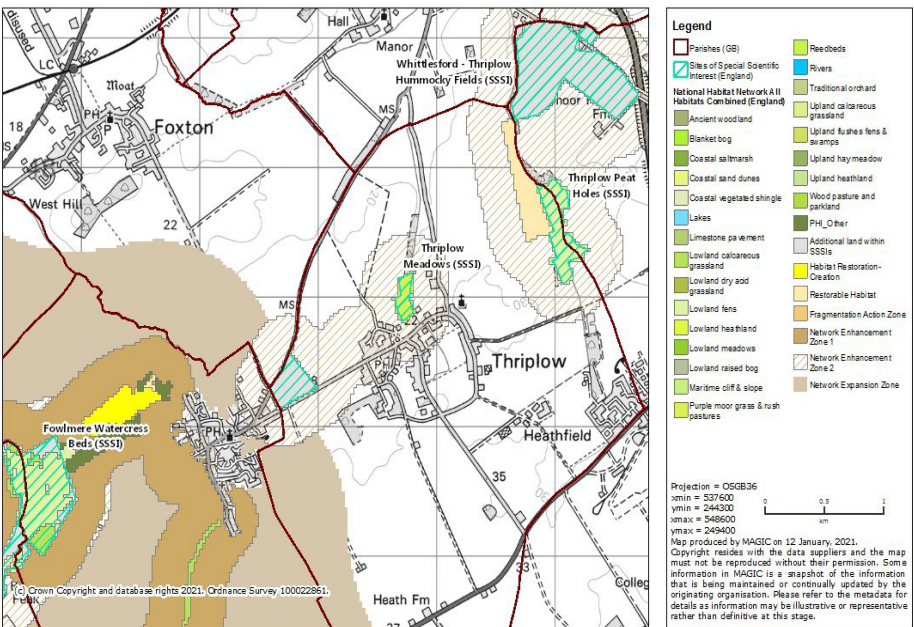 disused
Hall
Manor
LC
Moat
Whittlesford - Thriplow
Hummocky Fields (SSSI)
PH
P
MS
18
Foxton
Fm
Thriplow Peat
Holes (SSSI)
West Hill
22
Thriplow
Meadows (SSSI)
MS
22
PH
Thriplow
PH
Fowlmere Watercress
Beds (SSSI)
Heathfield
35
30
33
(c) Crown Copyright and database rights 2021. Ordnance Survey 100022861.
Heath Fm
Colleg
37
Legend
Parishes (GB)
Sites of Special Scientific
Interest (England)
National Habitat Network All
Habitats Combined (England)
Ancient woodland
Blanket bog
Coastal saltmarsh
Coastal sand dunes
Coastal vegetated shingle
Lakes
Limestone pavement
Lowland calcareous
grassland
Lowland dry acid
grassland
Lowland fens
Lowland heathland
Lowland meadows
Lowland raised bog
Maritime cliff & slope
Purple moor grass & rush
pastures
Reedbeds
Rivers
Traditional orchard
Upland calcareous
grassland
Upland flushes fens &
swamps
Upland hay meadow
Upland heathland
Wood pasture and
parkland
PHI_Other
Additional land within
SSSIs
Habitat Restoration-
Creation
Restorable Habitat
Fragmentation Action Zone
Network Enhancement
Zone 1
Network Enhancement
Zone 2
Network Expansion Zone
Projection = OSGB36
xmin = 537600
ymin = 244300
xmax = 548600
ymax = 249400
0 0.5 1
km
Map produced by MAGIC on 12 January, 2021.
Copyright resides with the data suppliers and the map
must not be reproduced without their permission. Some
information in MAGIC is a snapshot of the information
that is being maintained or continually updated by the
originating organisation. Please refer to the metadata for
details as information may be illustrative or representative
rather than definitive at this stage.